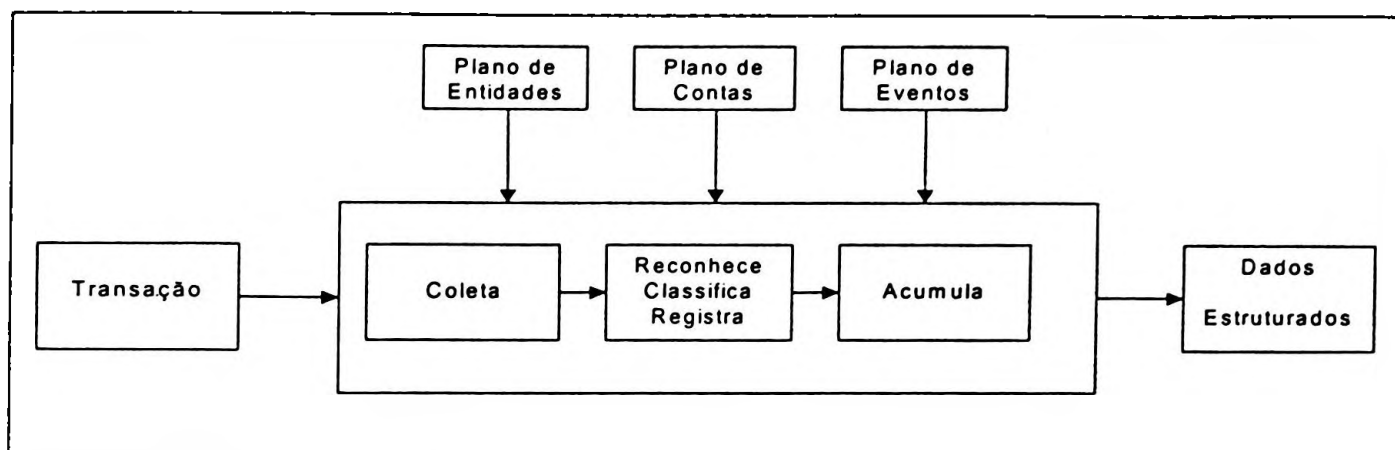 Plano de
Entidades
Plano de
Contas
Plano de
Eventos
Transação
Coleta
Reconhece
Classifica
Registra
Acumula
Dados
Estruturados